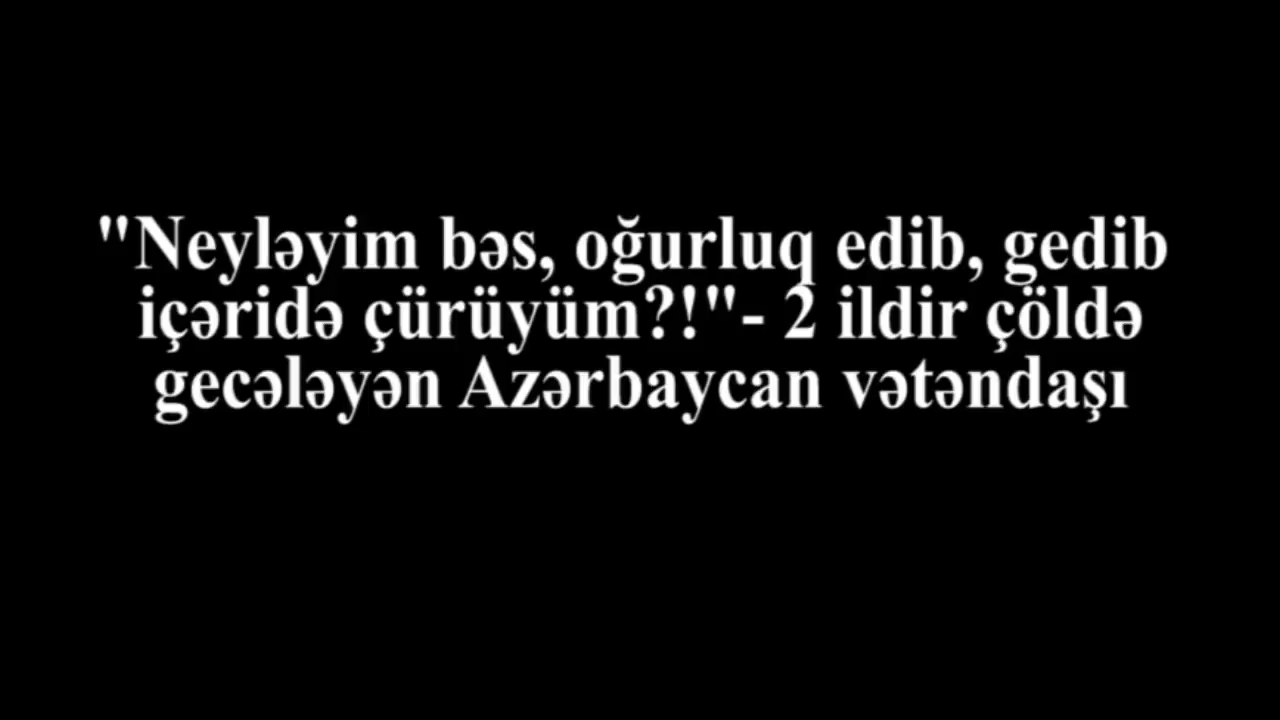 "Neyləyim bəs, oğurluq edib, gedib
içəridə çürüyüm?!"- 2 ildir çöldə
gecələyən Azərbaycan vətəndaşı